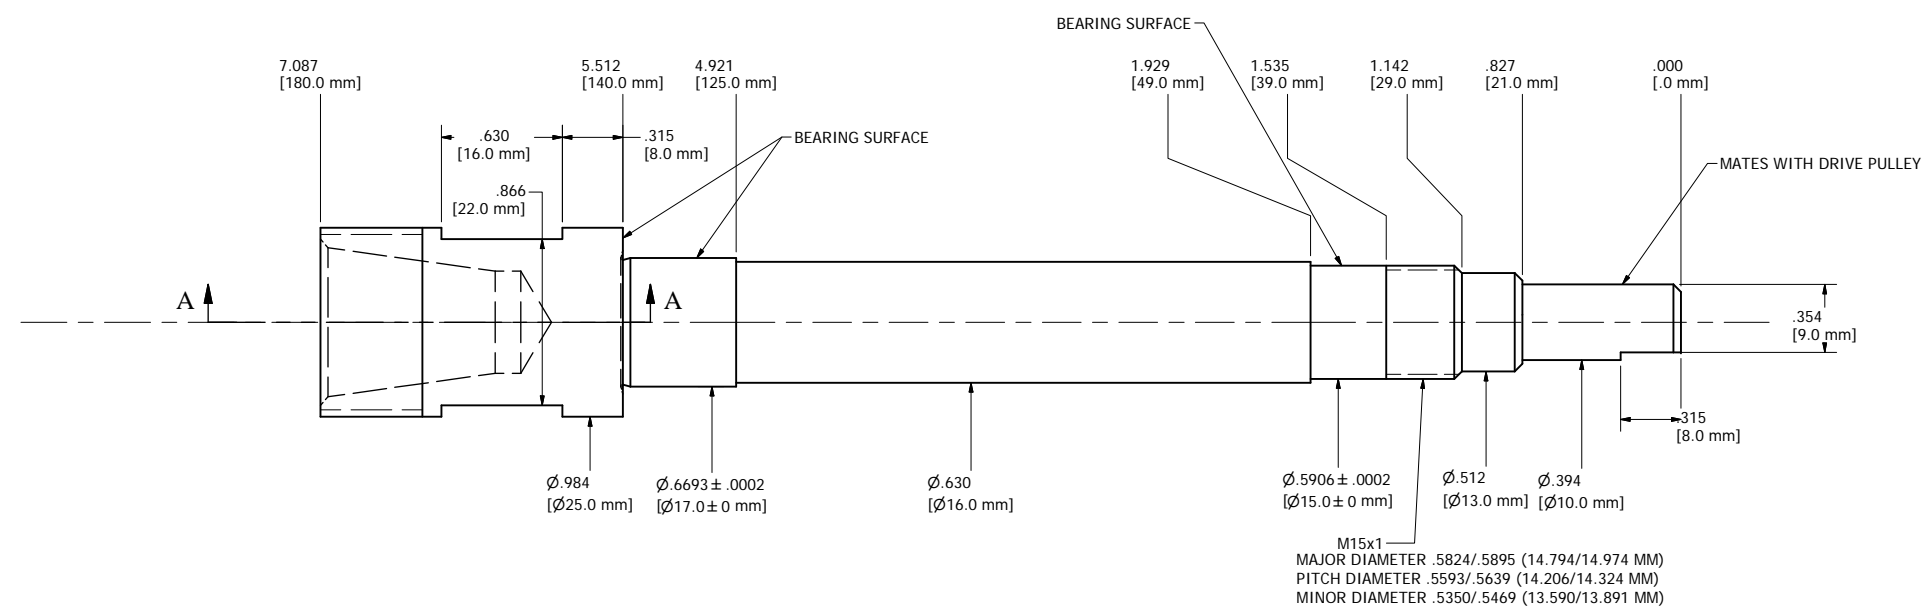 BEARING SURFACE
7.087
[180.0 mm]
5.512
[140.0 mm]
4.921
[125.0 mm]
1.929
[49.0 mm]
1.535
[39.0 mm]
1.142
[29.0 mm]
.827
[21.0 mm]
.000
[.0 mm]
.630
[16.0 mm]
.315
[8.0 mm]
BEARING SURFACE
MATES WITH DRIVE PULLEY
.866
[22.0 mm]
A
A
.354
[9.0 mm]
.315
[8.0 mm]
Ø.984
[Ø25.0 mm]
Ø.6693± .0002
[Ø17.0± 0 mm]
Ø.630
[Ø16.0 mm]
Ø.5906± .0002
[Ø15.0± 0 mm]
Ø.512
[Ø13.0 mm]
Ø.394
[Ø10.0 mm]
M15x1
MAJOR DIAMETER .5824/.5895 (14.794/14.974 MM)
PITCH DIAMETER .5593/.5639 (14.206/14.324 MM)
MINOR DIAMETER .5350/.5469 (13.590/13.891 MM)